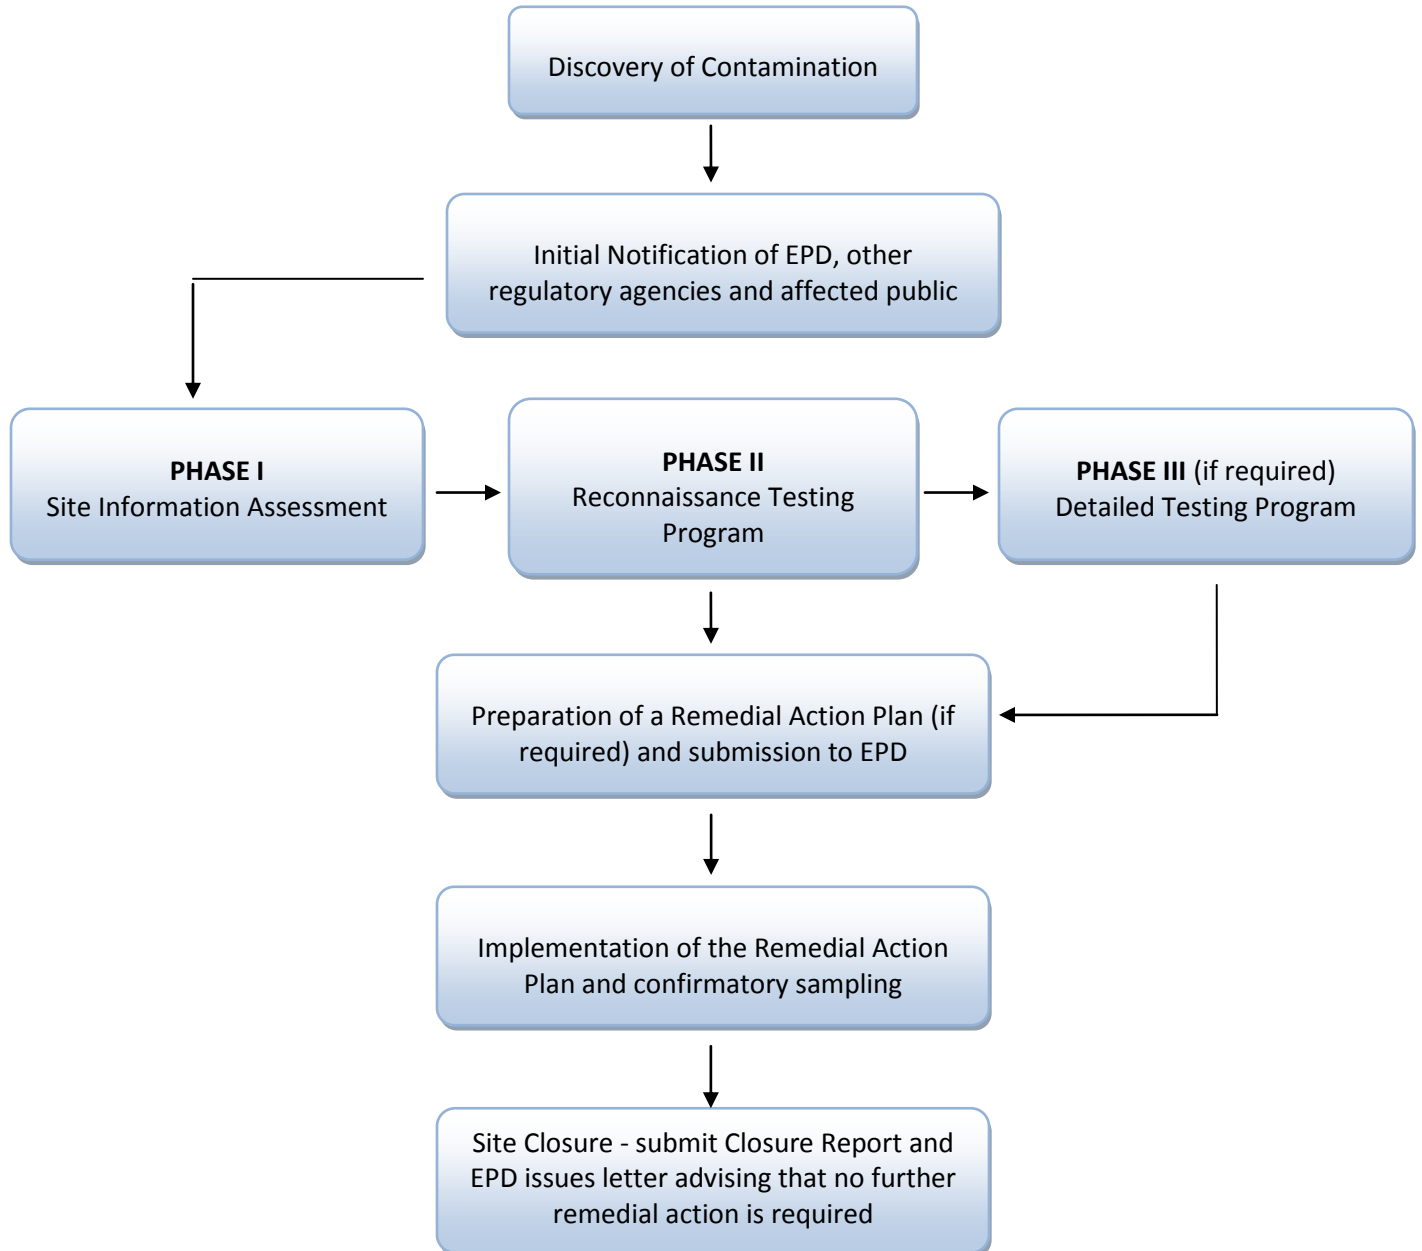 Discovery of Contamination
Initial Notification of EPD, other
regulatory agencies and affected public
PHASE I
Site Information Assessment
PHASE II
Reconnaissance Testing
Program
PHASE III (if required)
Detailed Testing Program
Preparation of a Remedial Action Plan (if
required) and submission to EPD
Implementation of the Remedial Action
Plan and confirmatory sampling
Site Closure - submit Closure Report and
EPD issues letter advising that no further
remedial action is required